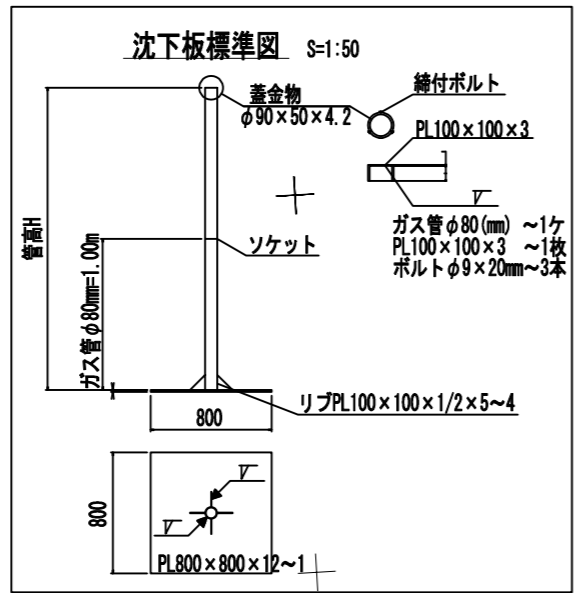 沈下板標準図 S=1:50
蓋金物
φ90×50×4.2
締付ボルト
PL100×100×3
ガス管φ80(mm) ~1ケ
PL100×100×3 ~1枚
ボルトφ9×20mm~3本
管高H
ガス管φ80mm=1.00m
ソケット
リブPL100×100×1/2×5~4
800
800
PL800×800×12~1